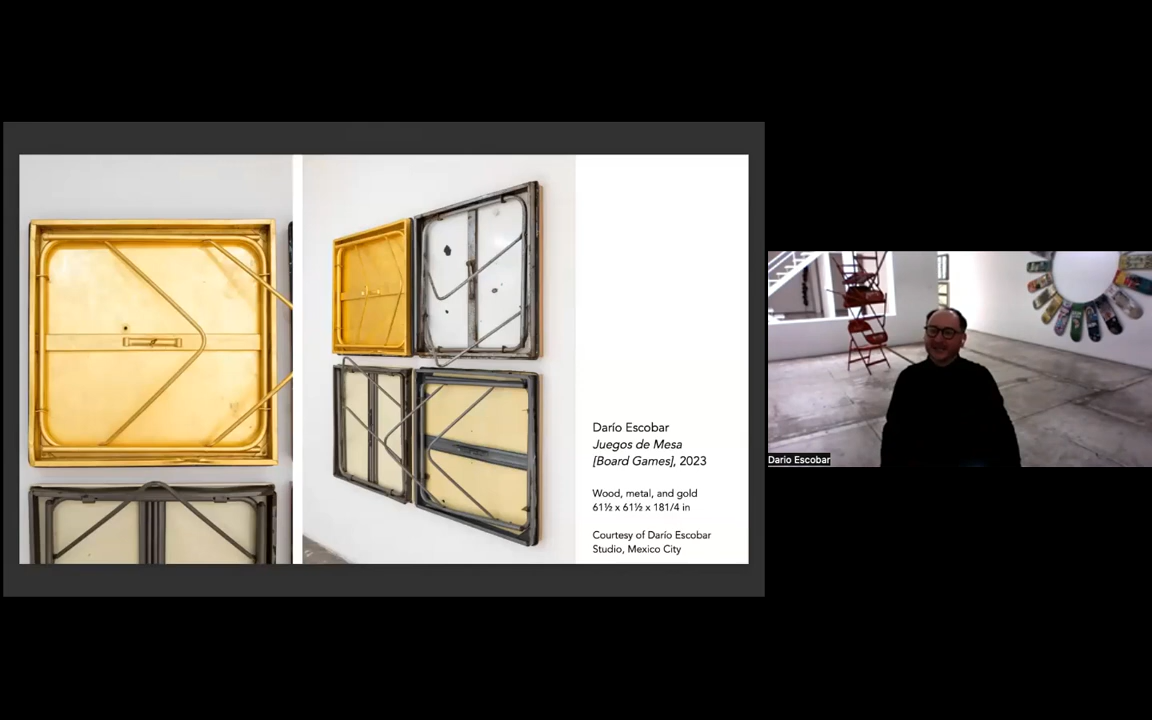 Darío Escobar
Juegos de Mesa
[Board Games], 2023
Wood, metal, and gold
61½ x 61½ x 181/4 in
Courtesy of Darío Escobar
Studio, Mexico City
Dario Escobar